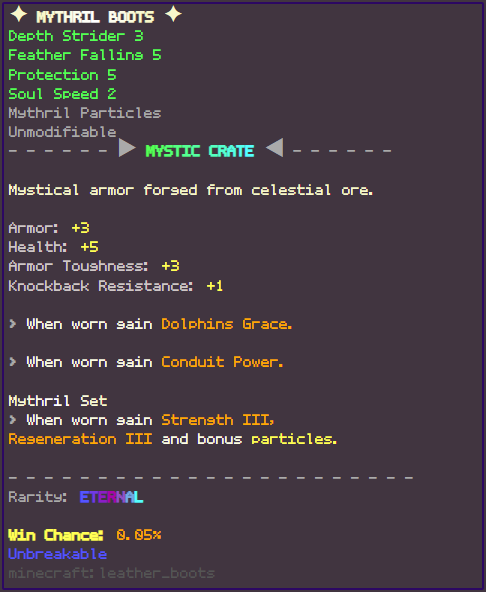 ✦ MYTHRIL BOOTS ✦
Depth Strider 3
Feather Falling 5
Protection 5
Soul Speed 2
Mythril Particles
Unmodifiable
- - - - - - ▶ MYSTIC CRATE ◀ - - - - - -
Mystical armor forged from celestial ore.
Armor: +3
Health: +5
Armor Toughness: +3
Knockback Resistance: +1
> When worn gain Dolphins Grace.
> When worn gain Conduit Power.
Mythril Set
> When worn gain Strength III,
Regeneration III and bonus particles.
- - - - - - - - - - - - - - - - - - - - - - -
Rarity: ETERNAL
Win Chance: 0.05%
Unbreakable
minecraft:leather_boots